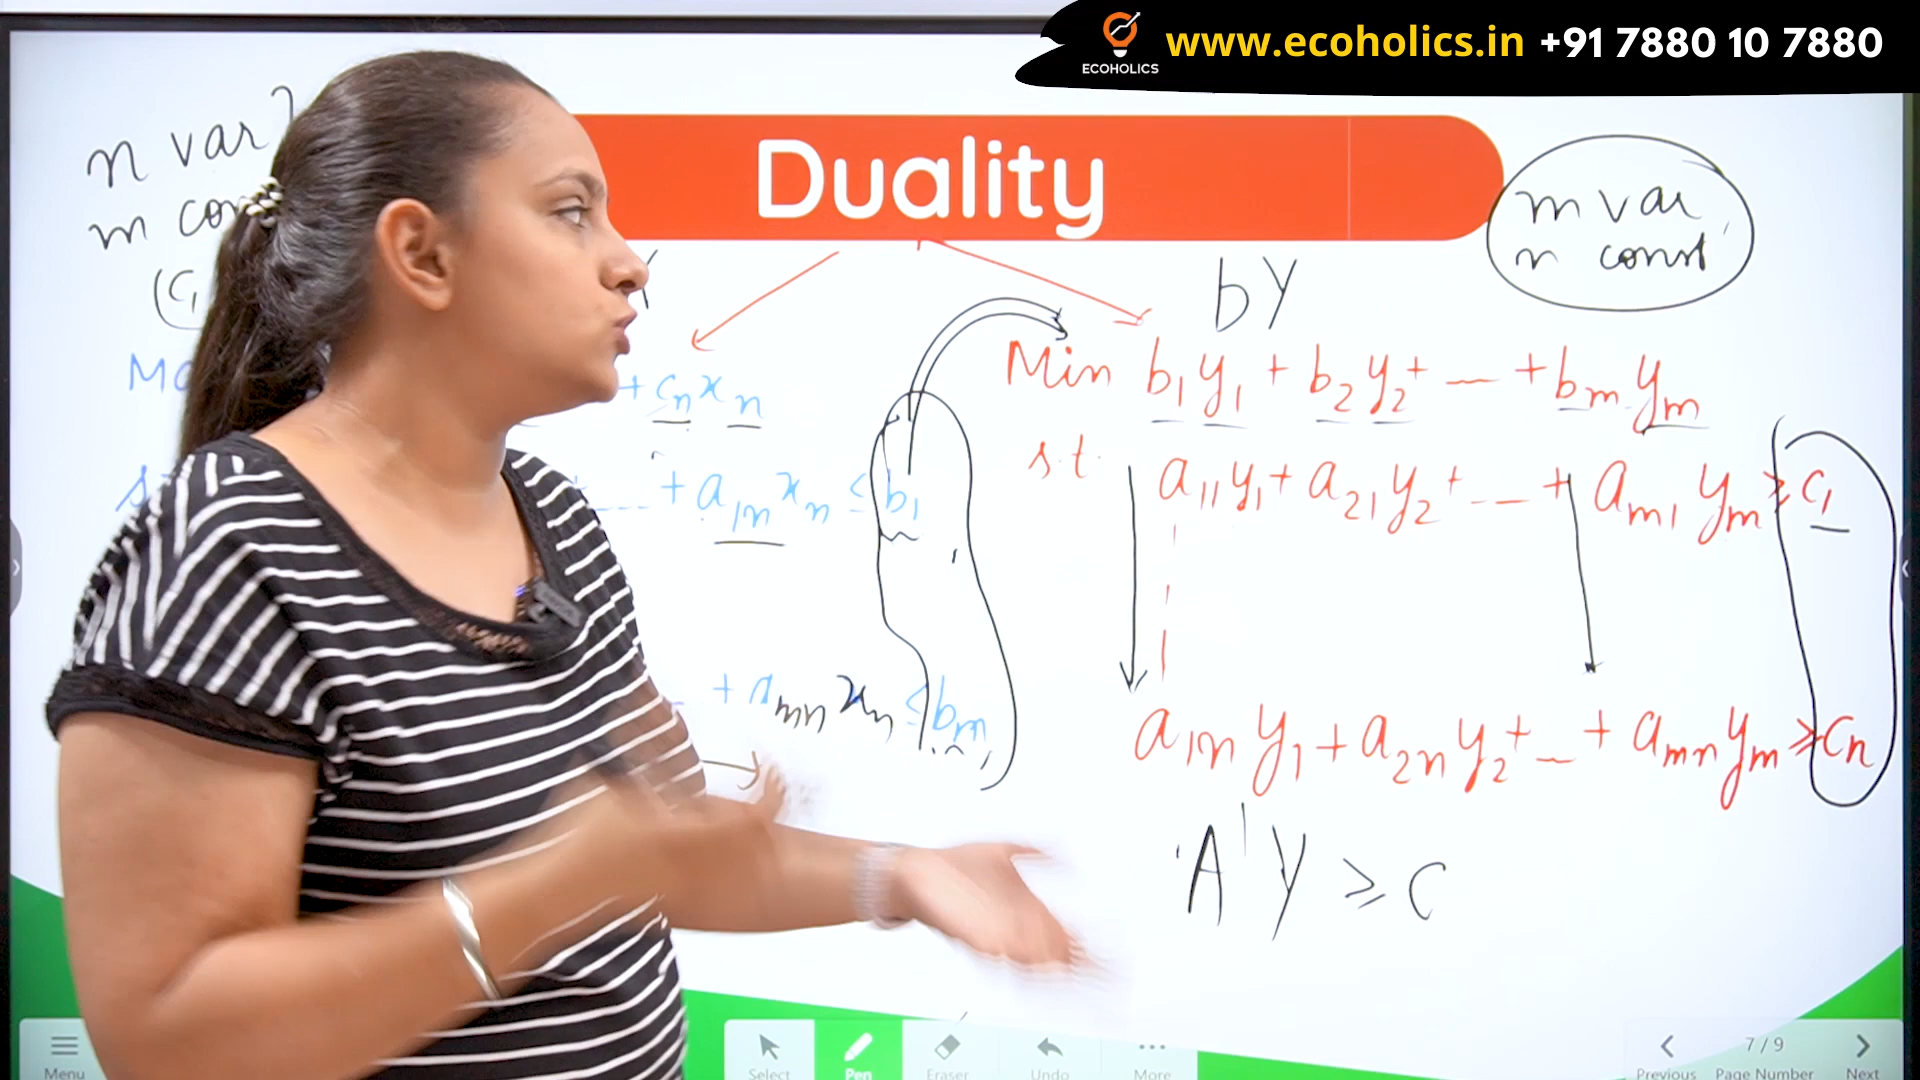 www.ecoholics.in +91 7880 10 7880
ECOHOLICS
Duality
n var
m con
m var
n const
bY
Min b₁y₁ + b₂y₂ + --- + bₘyₘ
+ cₙxₙ
s.t. a₁₁y₁ + a₂₁y₂ + --- + aₘ₁yₘ ≥ c₁
---- + a₁ₙxₙ ≤ b₁
+ aₘₙxₙ ≤ bₘ
a₁ₙy₁ + a₂ₙy₂ + -- + aₘₙyₘ ≥ cₙ
A'Y ≥ C
Menu
Select
Pen
Eraser
Undo
More
Previous
7 / 9
Page Number
Next